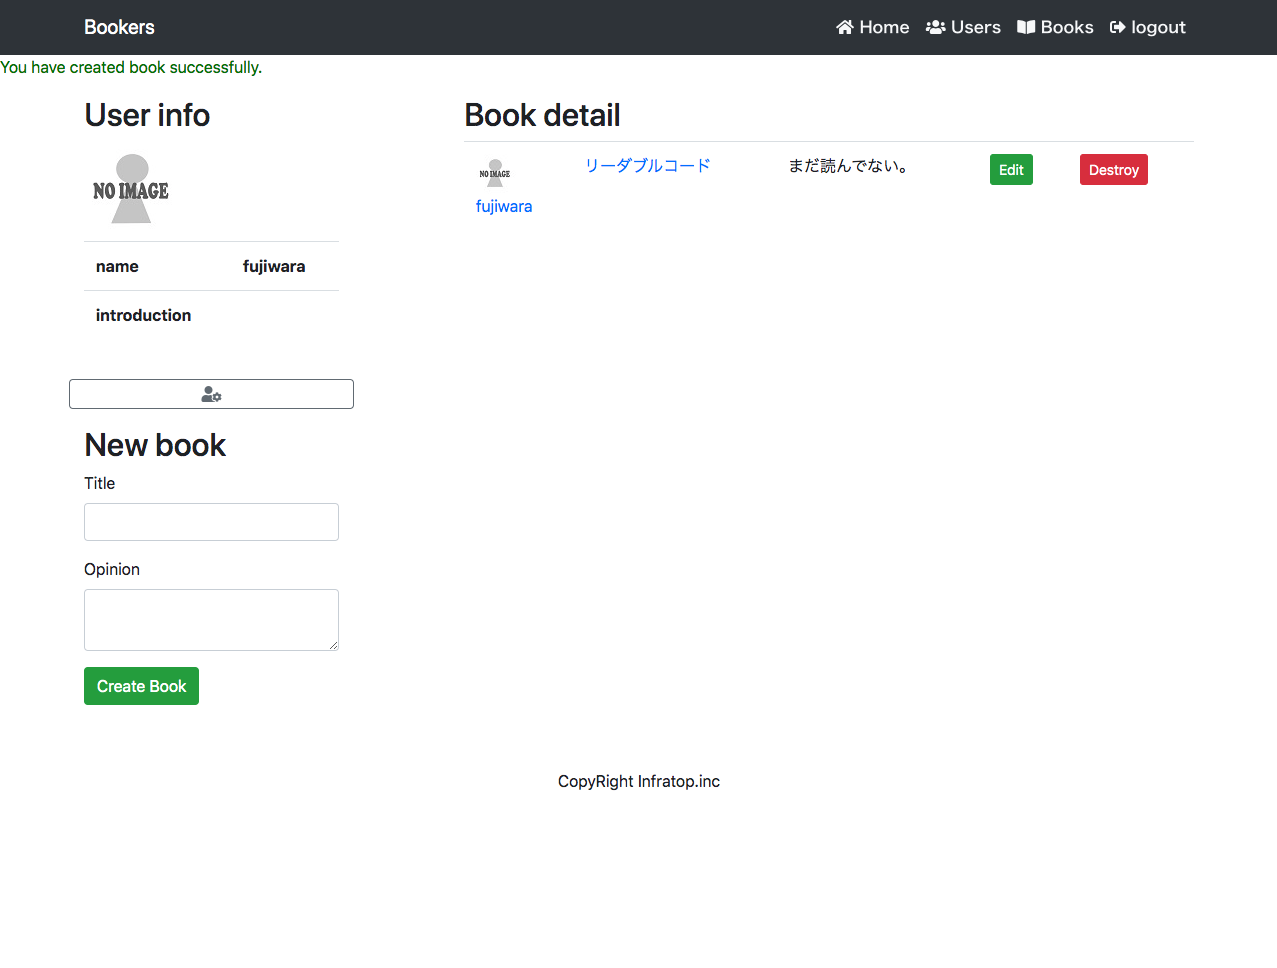 Bookers Home Users Books logout
You have created book successfully.
User info
NO IMAGE
name fujiwara
introduction
New book
Title
Opinion
Create Book
Book detail
NO IMAGE リーダブルコード まだ読んでない。 Edit Destroy
fujiwara
CopyRight Infratop.inc